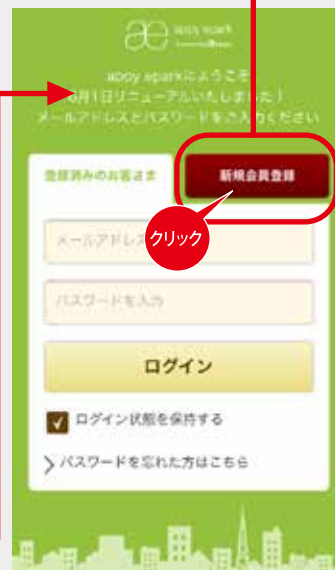 æ
apoy epark
apoy eparkにようこそ
6月1日リニューアルいたしました！
メールアドレスとパスワードをご入力ください
登録済みのお客さま
新規会員登録
メールアドレス
クリック
パスワードを入力
ログイン
ログイン状態を保持する
パスワードを忘れた方はこちら